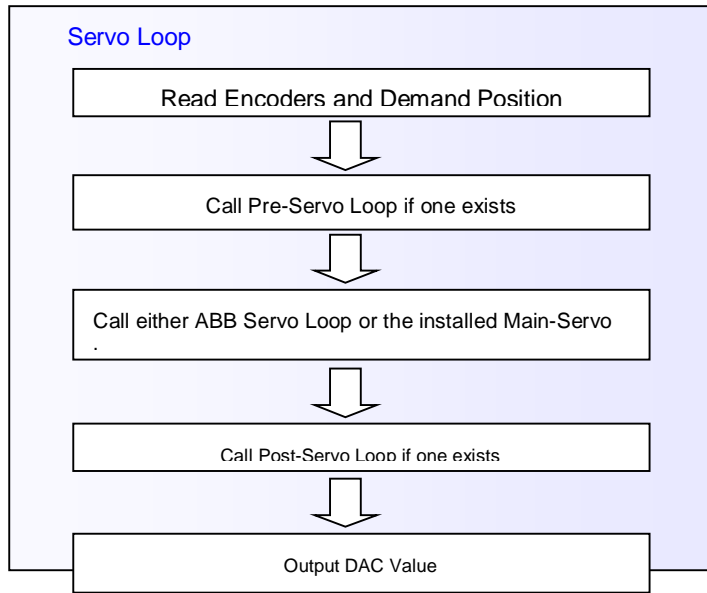 Servo Loop
Read Encoders and Demand Position
Call Pre-Servo Loop if one exists
Call either ABB Servo Loop or the installed Main-Servo
.
Call Post-Servo Loop if one exists
Output DAC Value